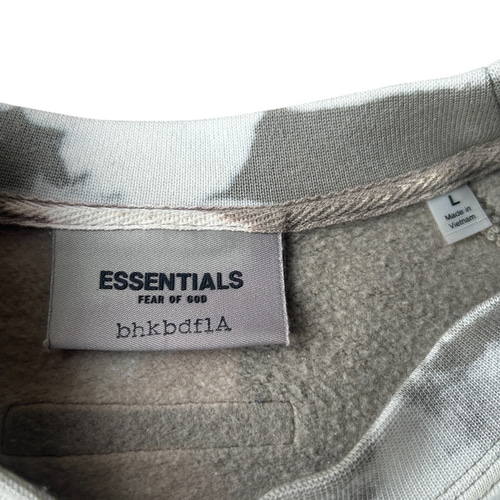 ESSENTIALS
FEAR OF GOD
bhkbdflA
L
Made in
Vietnam